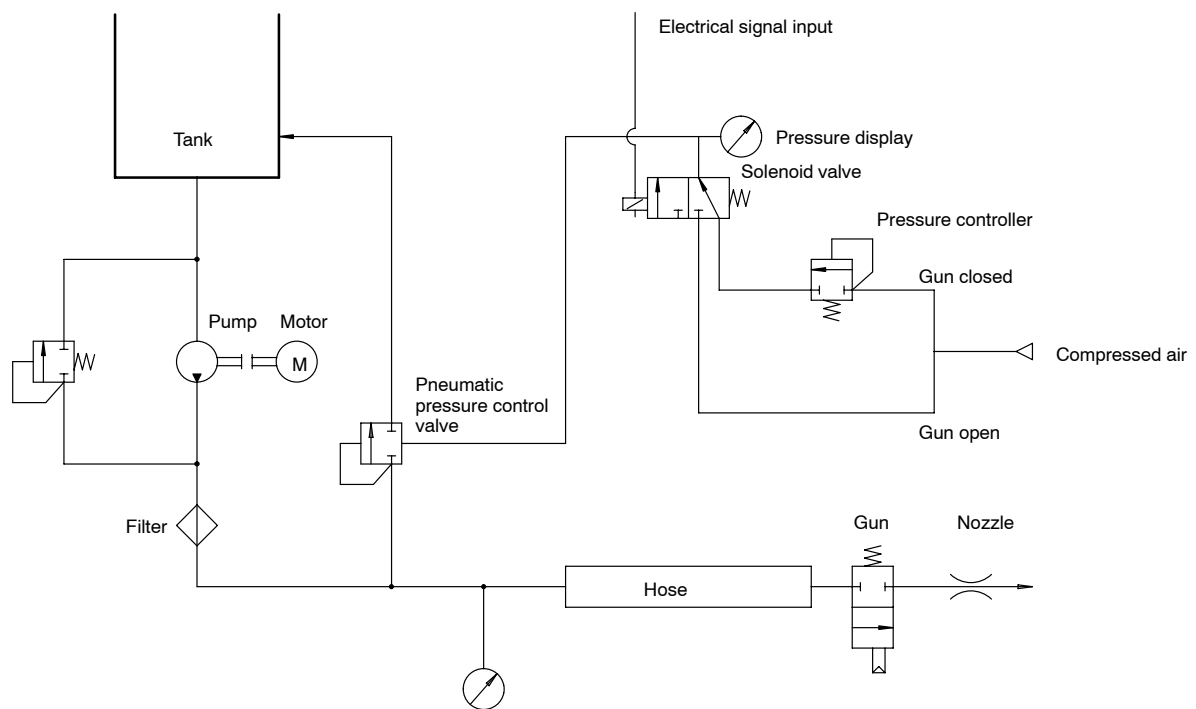 Electrical signal input
Tank
Pressure display
Solenoid valve
Pressure controller
Gun closed
Pump
Motor
M
Compressed air
Pneumatic
pressure control
valve
Gun open
Filter
Gun
Nozzle
Hose